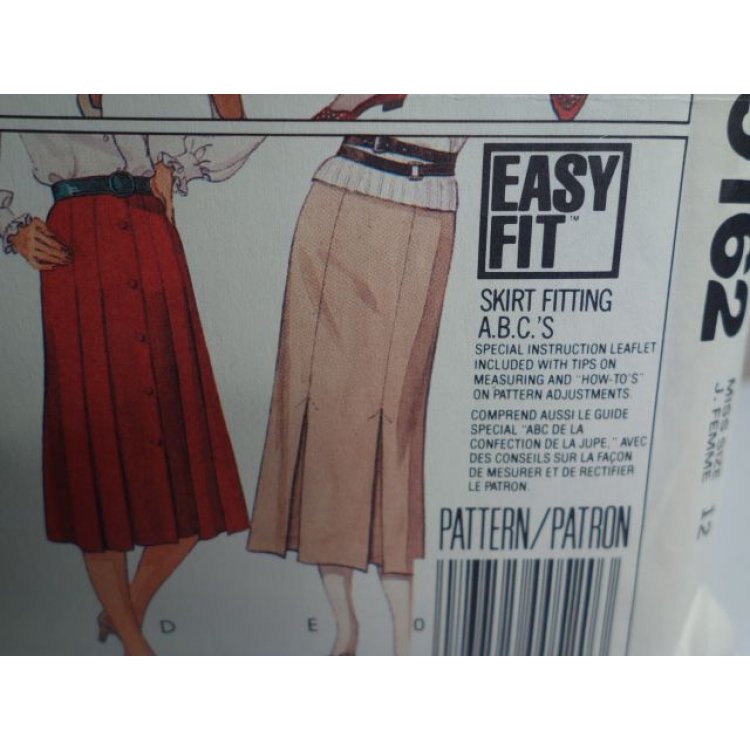 EASY
FIT™
SKIRT FITTING
A.B.C.'S
SPECIAL INSTRUCTION LEAFLET
INCLUDED WITH TIPS ON
MEASURING AND "HOW-TO'S"
ON PATTERN ADJUSTMENTS.
COMPREND AUSSI LE GUIDE
SPECIAL "ABC DE LA
CONFECTION DE LA JUPE," AVEC
DES CONSEILS SUR LA FAÇON
DE MESURER ET DE RECTIFIER
LE PATRON.
PATTERN/PATRON
D
E
0
162
MISS SIZE
J. FEMME 12